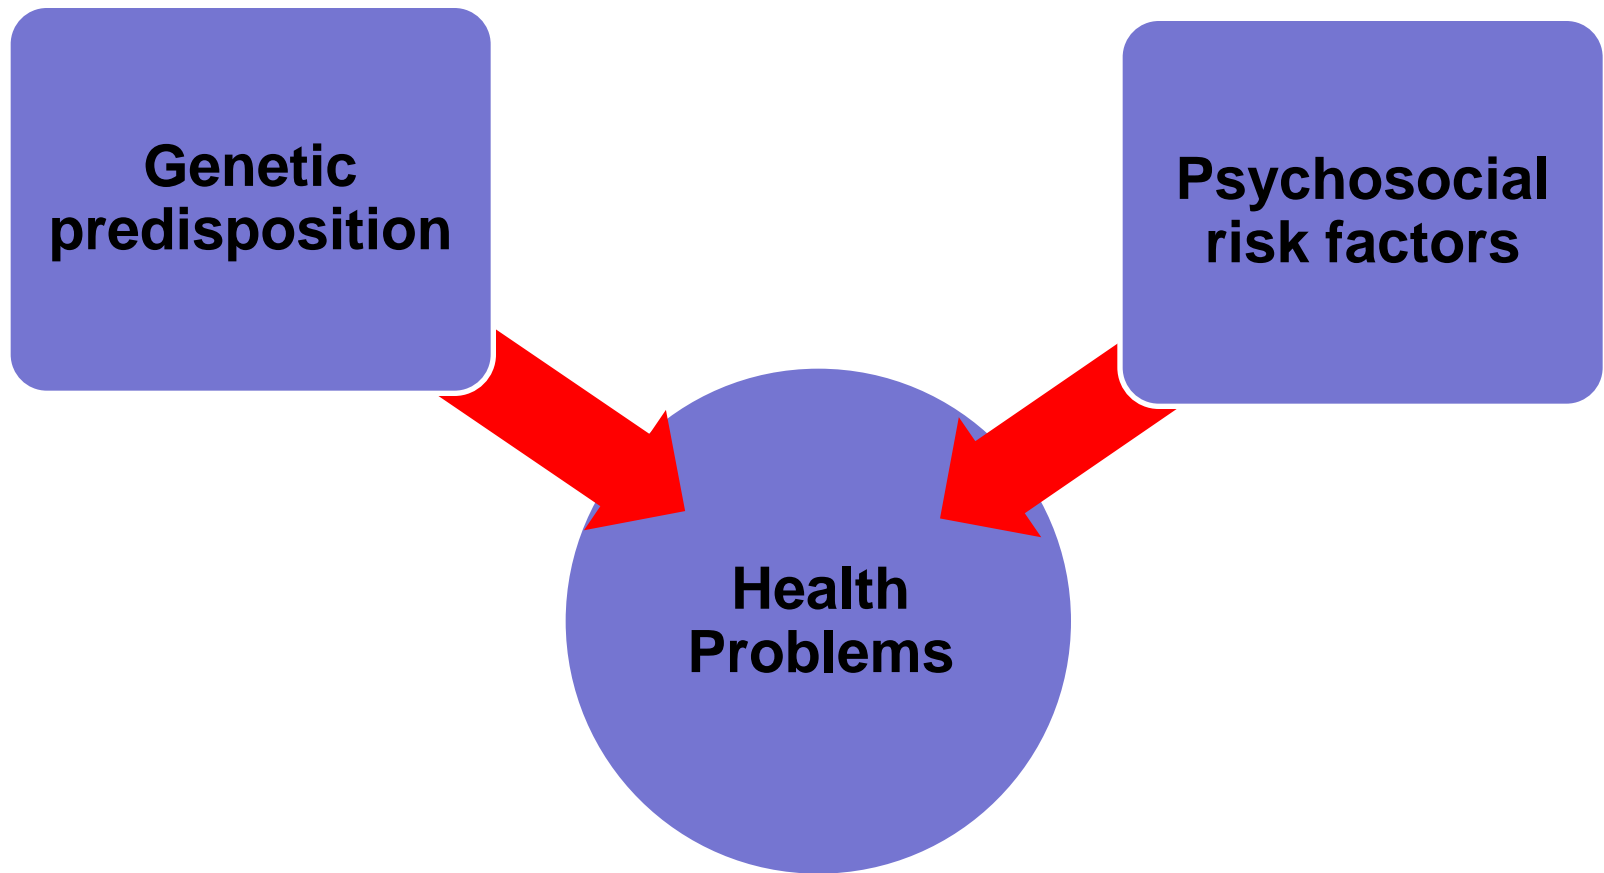 Genetic
predisposition
Psychosocial
risk factors
Health
Problems